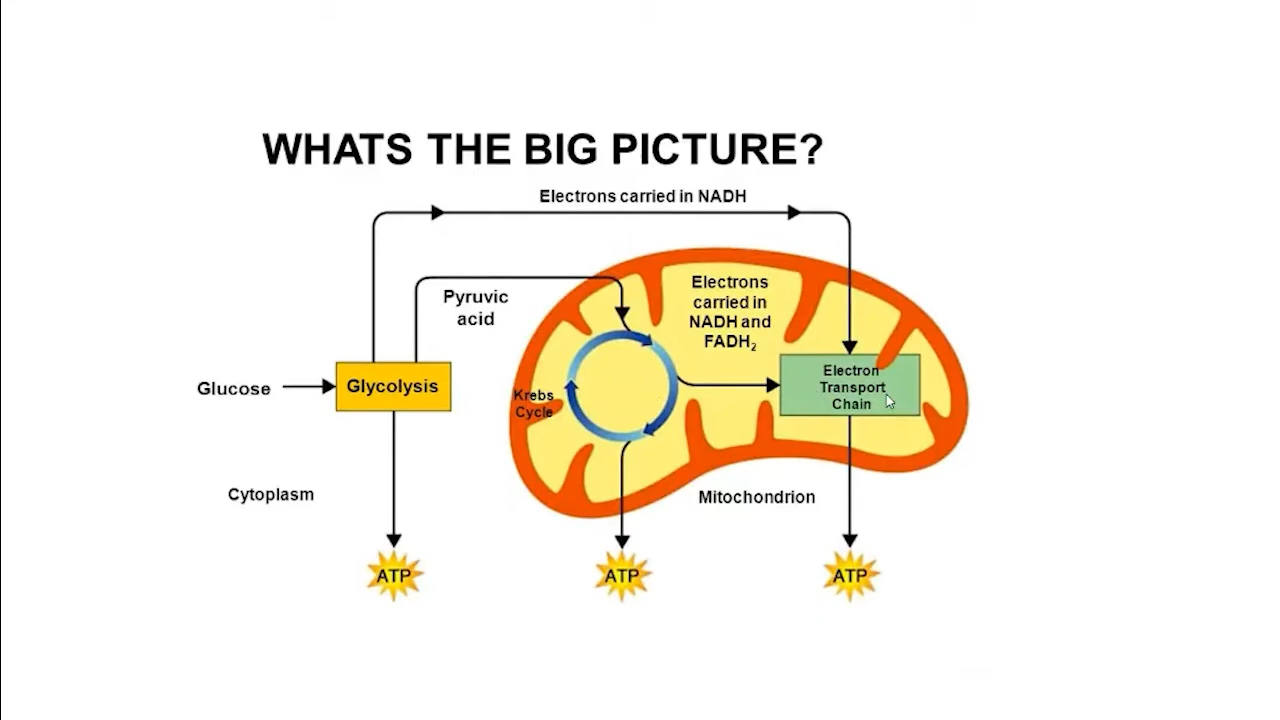 WHATS THE BIG PICTURE?
Electrons carried in NADH
Pyruvic
acid
Electrons
carried in
NADH and
FADH₂
Glucose
Glycolysis
Krebs
Cycle
Electron
Transport
Chain
Cytoplasm
Mitochondrion
ATP
ATP
ATP